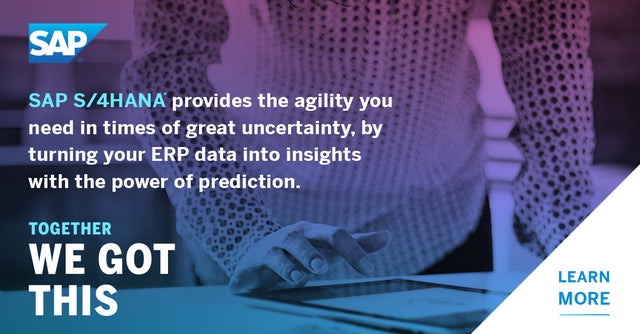 SAP
SAP S/4HANA® provides the agility you
need in times of great uncertainty, by
turning your ERP data into insights
with the power of prediction.
TOGETHER
WE GOT
THIS
LEARN
MORE